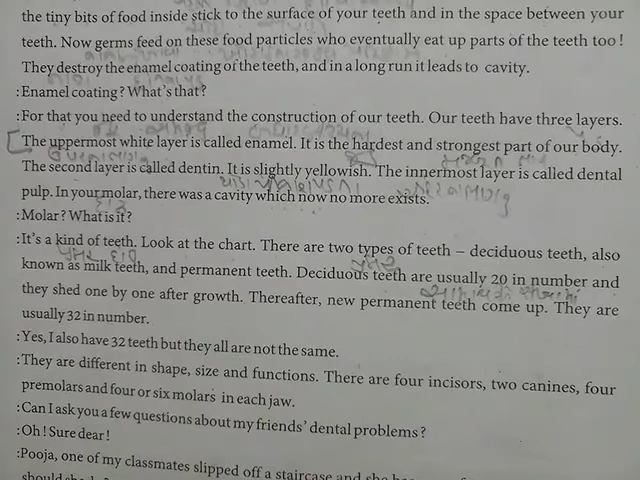 the tiny bits of food inside stick to the surface of your teeth and in the space between your
teeth. Now germs feed on these food particles who eventually eat up parts of the teeth too !
They destroy the enamel coating of the teeth, and in a long run it leads to cavity.
:Enamel coating? What's that?
:For that you need to understand the construction of our teeth. Our teeth have three layers.
The uppermost white layer is called enamel. It is the hardest and strongest part of our body.
The second layer is called dentin. It is slightly yellowish. The innermost layer is called dental
pulp. In your molar, there was a cavity which now no more exists.
:Molar? What is it?
:It's a kind of teeth. Look at the chart. There are two types of teeth – deciduous teeth, also
known as milk teeth, and permanent teeth. Deciduous teeth are usually 20 in number and
they shed one by one after growth. Thereafter, new permanent teeth come up. They are
usually 32 in number.
:Yes, I also have 32 teeth but they all are not the same.
:They are different in shape, size and functions. There are four incisors, two canines, four
premolars and four or six molars in each jaw.
:Can I ask you a few questions about my friends' dental problems?
:Oh! Sure dear!
:Pooja, one of my classmates slipped off a staircase and she